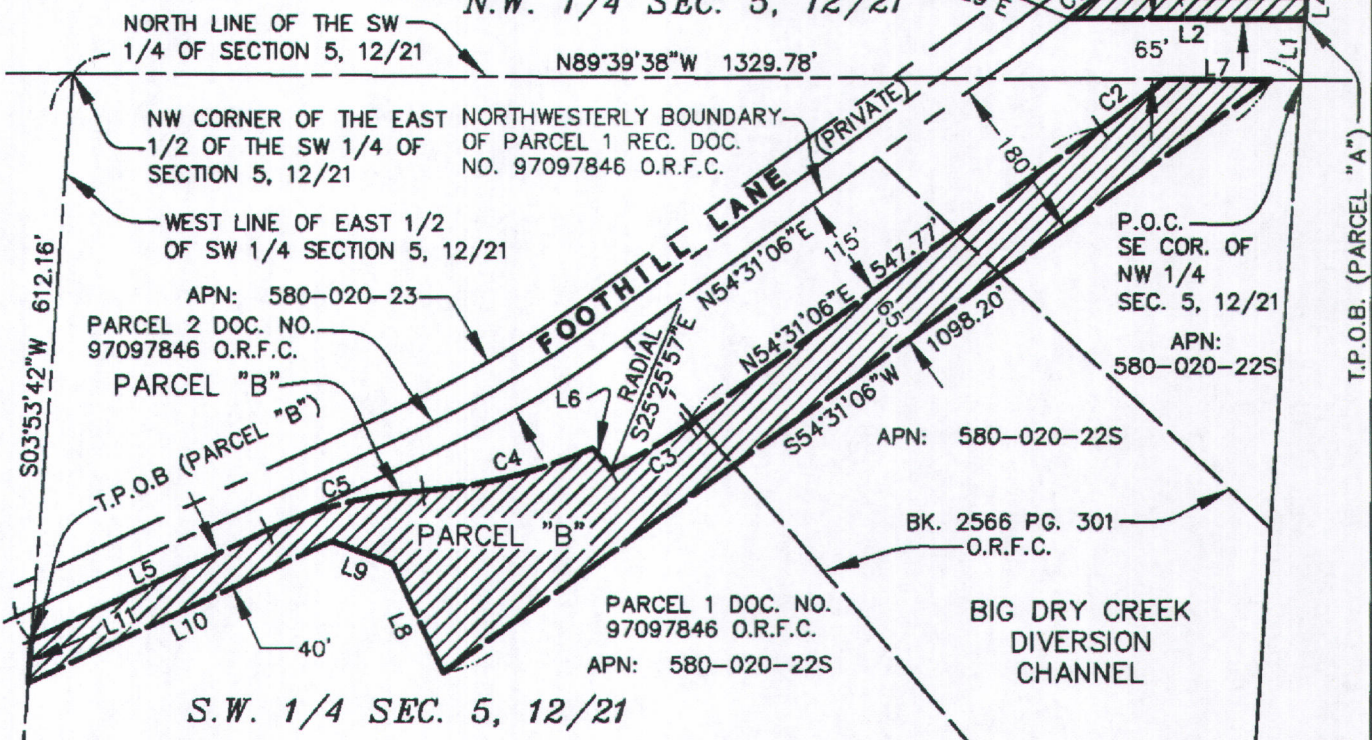 N.W. 1/4 SEC. 5, 12/21
NORTH LINE OF THE SW
1/4 OF SECTION 5, 12/21
N89°39'38"W 1329.78'
L2
65'
L1
L7
C2
NW CORNER OF THE EAST
1/2 OF THE SW 1/4 OF
SECTION 5, 12/21
NORTHWESTERLY BOUNDARY
OF PARCEL 1 REC. DOC.
NO. 97097846 O.R.F.C.
(PRIVATE)
FOOTHILL LANE
180'
T.P.O.B. (PARCEL "A")
WEST LINE OF EAST 1/2
OF SW 1/4 SECTION 5, 12/21
S03°53'42"W 612.16'
P.O.C.
SE COR. OF
NW 1/4
SEC. 5, 12/21
APN:
580-020-22S
N54°31'06"E
115'
APN: 580-020-23
PARCEL 2 DOC. NO.
97097846 O.R.F.C.
PARCEL "B"
N54°31'06"E 547.77'
65'
S54°31'06"W 1098.20'
RADIAL
S25°25'57"E
L6
T.P.O.B (PARCEL "B")
C4
C3
C5
APN: 580-020-22S
PARCEL "B"
BK. 2566 PG. 301
O.R.F.C.
L5
L9
L11
L10
L8
40'
PARCEL 1 DOC. NO.
97097846 O.R.F.C.
APN: 580-020-22S
BIG DRY CREEK
DIVERSION
CHANNEL
S.W. 1/4 SEC. 5, 12/21